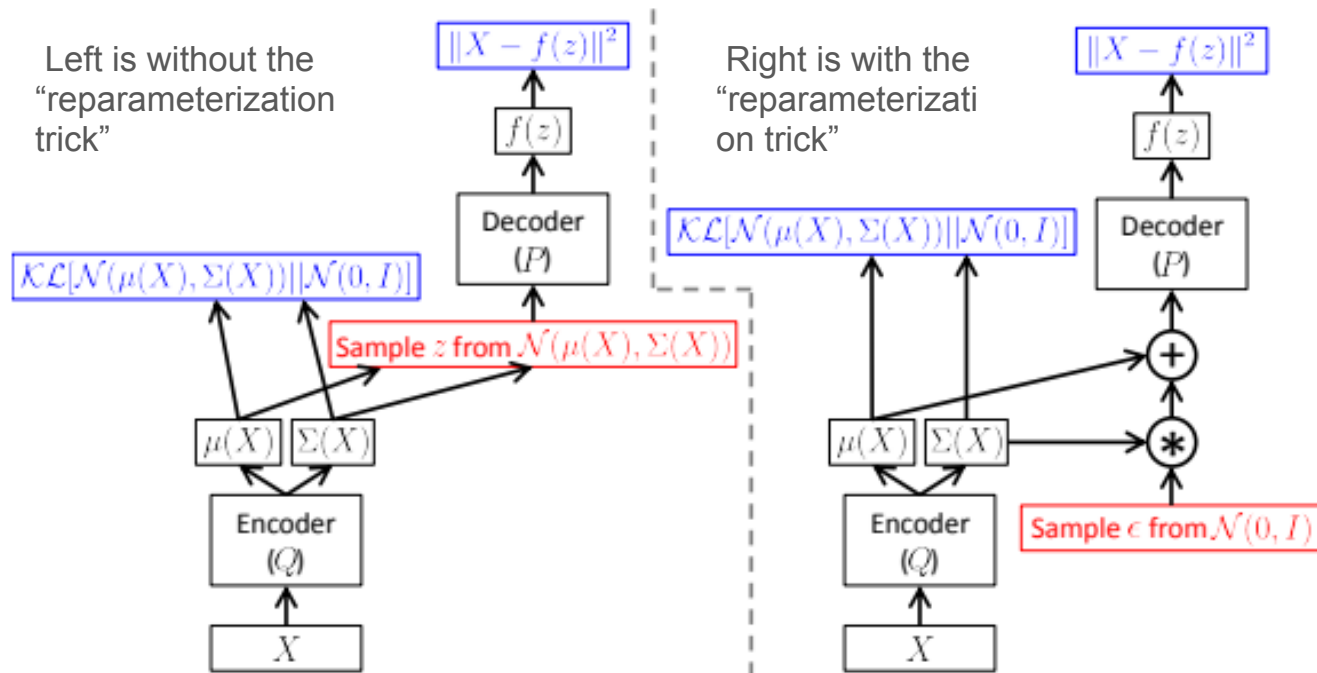 Left is without the
“reparameterization
trick”
‖X − f(z)‖²
f(z)
Decoder
(P)
𝒦ℒ[𝒩(μ(X), Σ(X))||𝒩(0, I)]
Sample z from 𝒩(μ(X), Σ(X))
μ(X)
Σ(X)
Encoder
(Q)
X
Right is with the
“reparameterizati
on trick”
‖X − f(z)‖²
f(z)
Decoder
(P)
𝒦ℒ[𝒩(μ(X), Σ(X))||𝒩(0, I)]
+
μ(X)
Σ(X)
*
Encoder
(Q)
Sample ϵ from 𝒩(0, I)
X